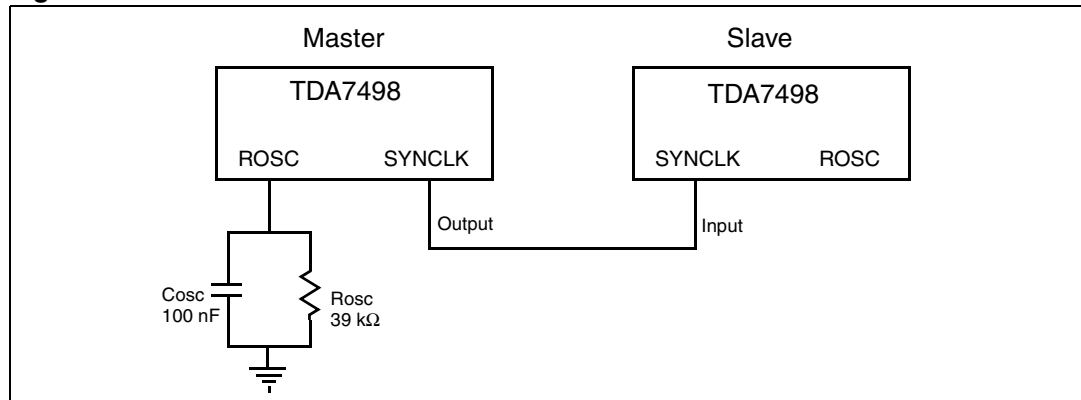 Master
Slave
TDA7498
TDA7498
ROSC
SYNCLK
SYNCLK
ROSC
Output
Input
Cosc
100 nF
Rosc
39 kΩ